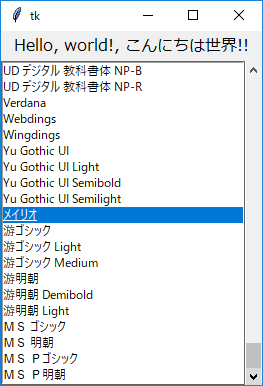 tk
Hello, world!, こんにちは世界!!
UD デジタル 教科書体 NP-B
UD デジタル 教科書体 NP-R
Verdana
Webdings
Wingdings
Yu Gothic UI
Yu Gothic UI Light
Yu Gothic UI Semibold
Yu Gothic UI Semilight
メイリオ
游ゴシック
游ゴシック Light
游ゴシック Medium
游明朝
游明朝 Demibold
游明朝 Light
ＭＳ ゴシック
ＭＳ 明朝
ＭＳ Ｐゴシック
ＭＳ Ｐ明朝